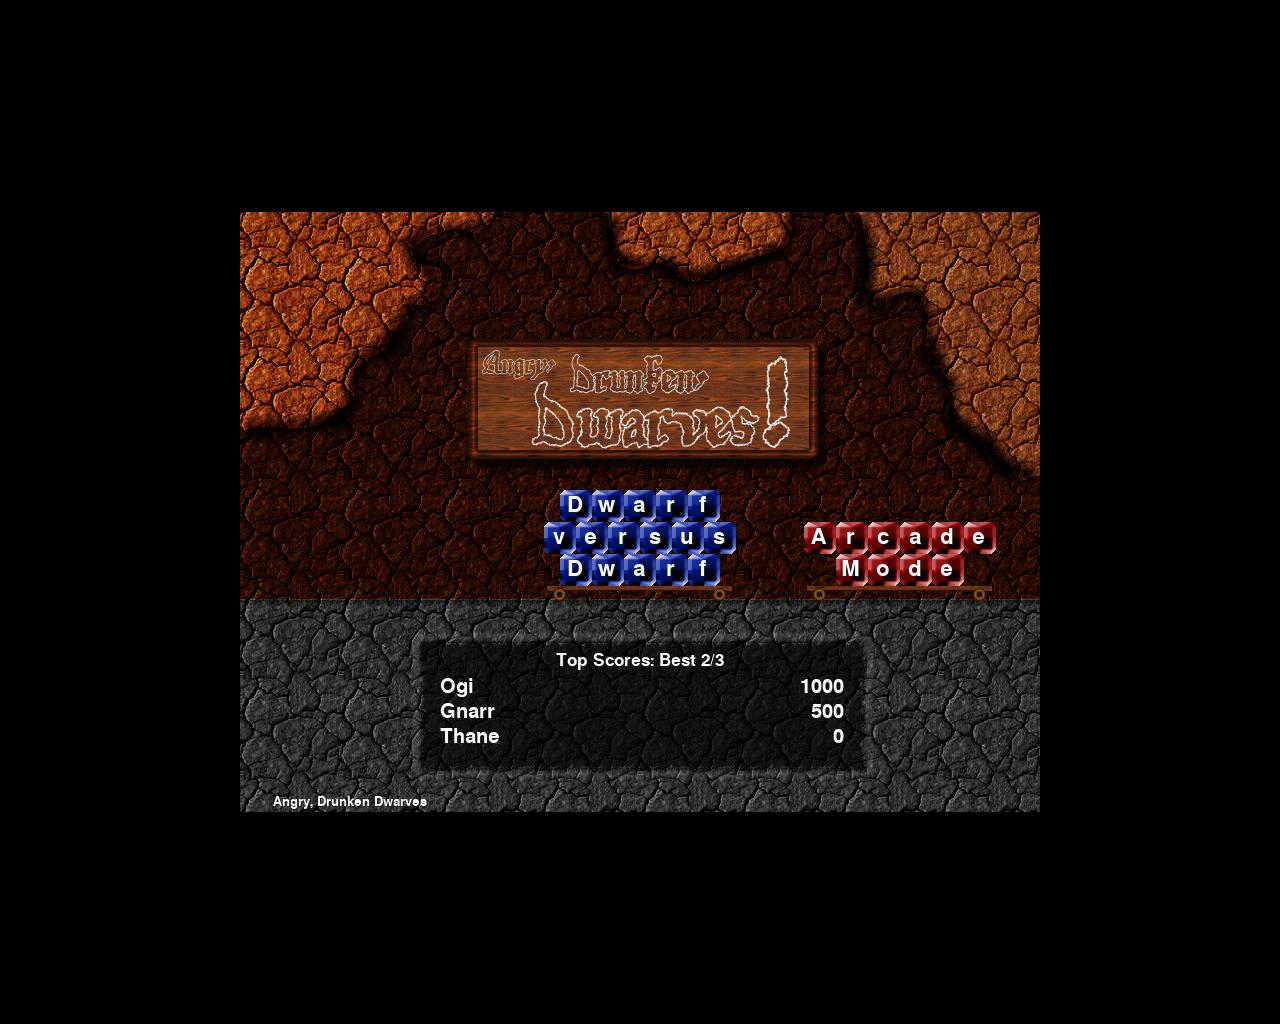 Angry,
Drunken,
Dwarves!
Dwarf
versus
Dwarf
Arcade
Mode
Top Scores: Best 2/3
Ogi 1000
Gnarr 500
Thane 0
Angry, Drunken Dwarves